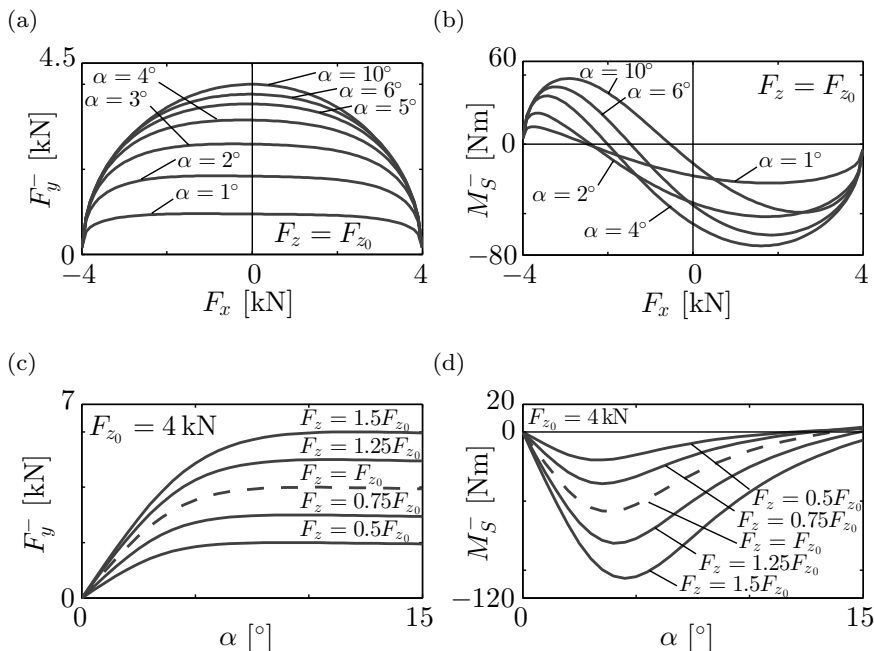 (a)
4.5
α = 4°
α = 10°
α = 3°
α = 6°
α = 5°
α = 2°
α = 1°
F_z = F_{z_0}
F_y^- [kN]
0
−4
0
4
F_x [kN]
(b)
60
α = 10°
F_z = F_{z_0}
α = 6°
0
α = 1°
α = 2°
α = 4°
M_S^- [Nm]
−80
−4
0
4
F_x [kN]
(c)
7
F_{z_0} = 4 kN
F_z = 1.5F_{z_0}
F_z = 1.25F_{z_0}
F_z = F_{z_0}
F_z = 0.75F_{z_0}
F_z = 0.5F_{z_0}
F_y^- [kN]
0
0
15
α [°]
(d)
20
F_{z_0} = 4 kN
0
F_z = 0.5F_{z_0}
F_z = 0.75F_{z_0}
F_z = F_{z_0}
F_z = 1.25F_{z_0}
F_z = 1.5F_{z_0}
M_S^- [Nm]
−120
0
15
α [°]